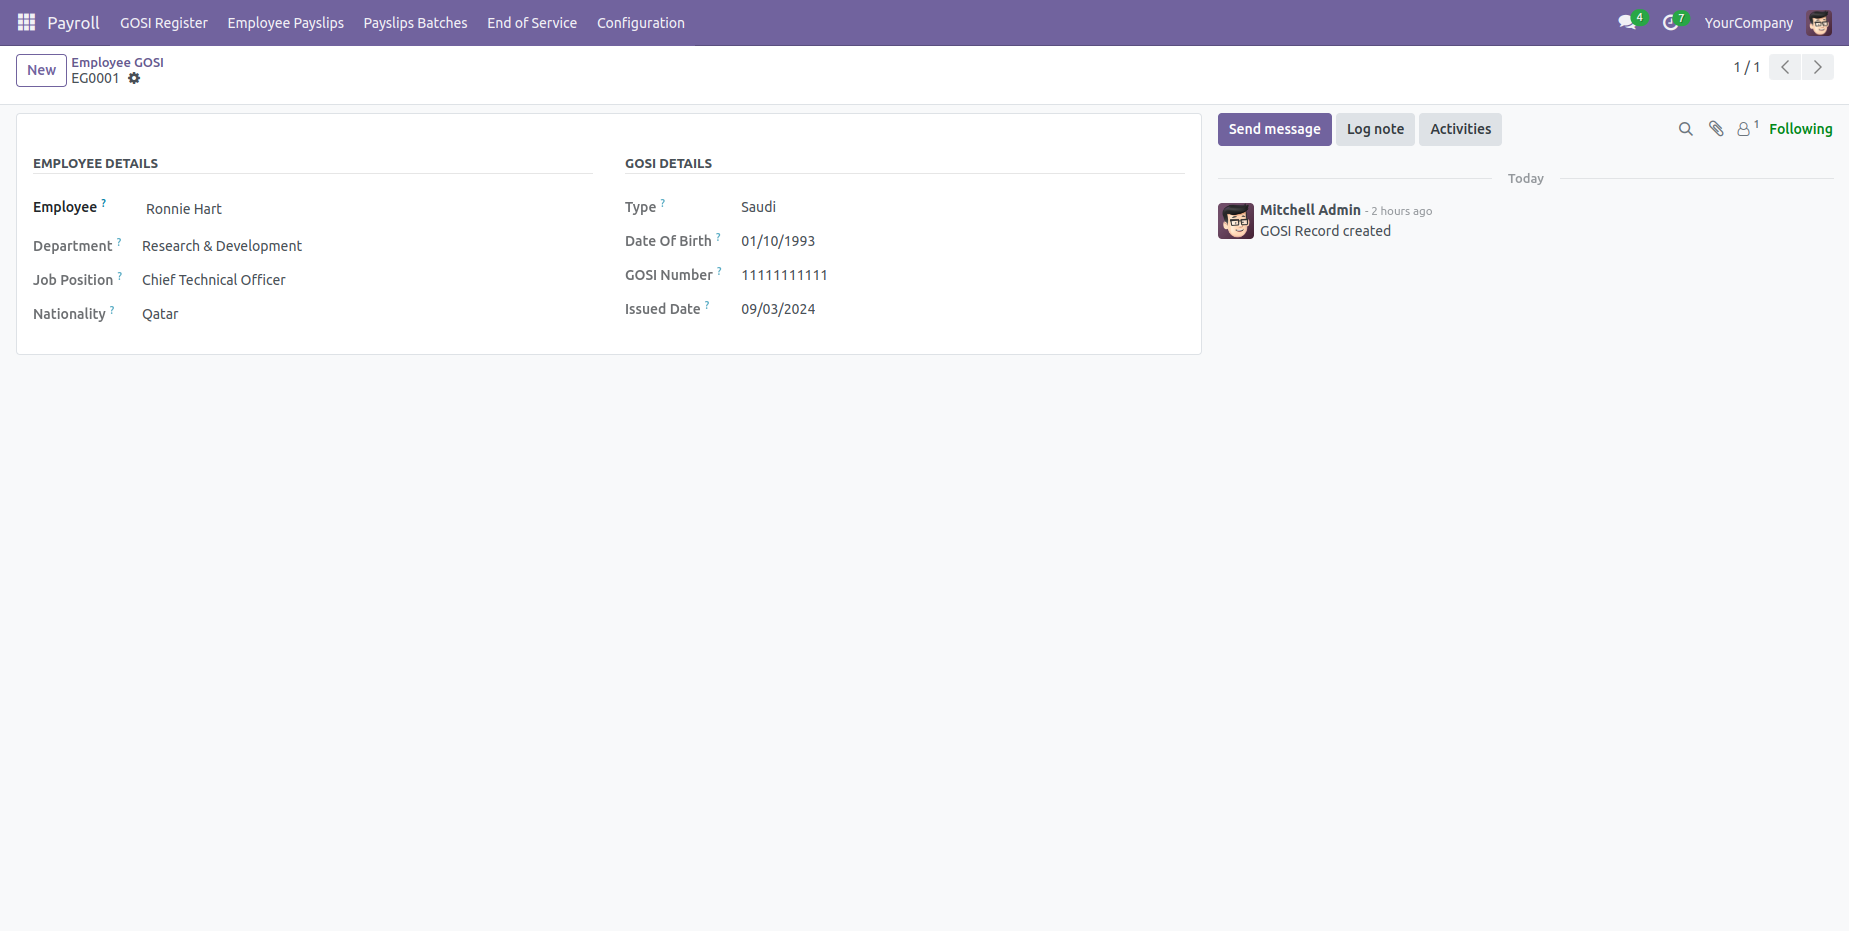 Payroll GOSI Register Employee Payslips Payslips Batches End of Service Configuration 4 7 YourCompany
New Employee GOSI
EG0001
1 / 1
EMPLOYEE DETAILS
Employee ? Ronnie Hart
Department ? Research & Development
Job Position ? Chief Technical Officer
Nationality ? Qatar
GOSI DETAILS
Type ? Saudi
Date Of Birth ? 01/10/1993
GOSI Number ? 11111111111
Issued Date ? 09/03/2024
Send message Log note Activities 1 Following
Today
Mitchell Admin - 2 hours ago
GOSI Record created